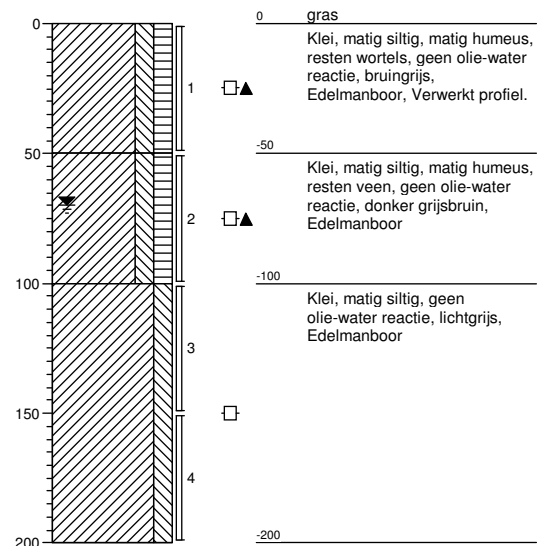 0
50
100
150
200
1
2
3
4
0
gras
Klei, matig siltig, matig humeus,
resten wortels, geen olie-water
reactie, bruingrijs,
Edelmanboor, Verwerkt profiel.
-50
Klei, matig siltig, matig humeus,
resten veen, geen olie-water
reactie, donker grijsbruin,
Edelmanboor
-100
Klei, matig siltig, geen
olie-water reactie, lichtgrijs,
Edelmanboor
-200